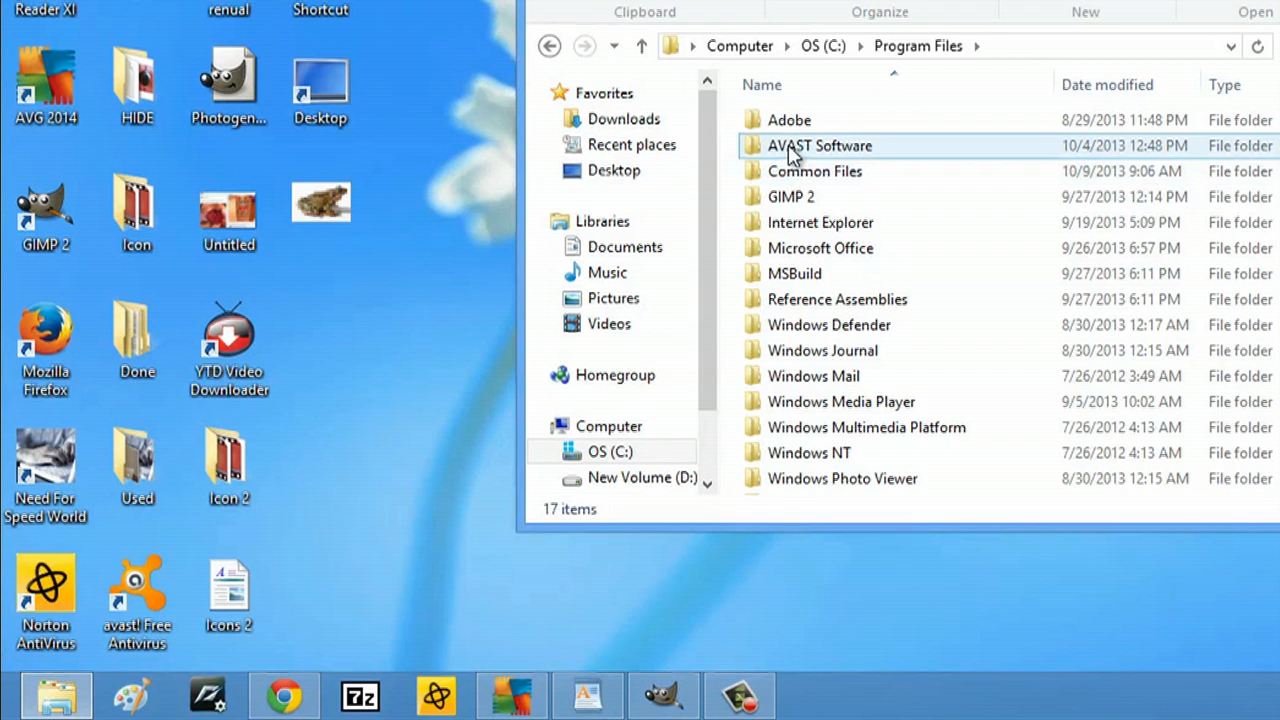 Reader XI
renual
Shortcut
AVG 2014
HIDE
Photogen...
Desktop
GIMP 2
Icon
Untitled
Mozilla
Firefox
Done
YTD Video
Downloader
Need For
Speed World
Used
Icon 2
Norton
AntiVirus
avast! Free
Antivirus
Icons 2
Clipboard
Organize
New
Open
Computer
OS (C:)
Program Files
Favorites
Downloads
Recent places
Desktop
Libraries
Documents
Music
Pictures
Videos
Homegroup
Computer
OS (C:)
New Volume (D:)
Name Date modified Type
Adobe 8/29/2013 11:48 PM File folder
AVAST Software 10/4/2013 12:48 PM File folder
Common Files 10/9/2013 9:06 AM File folder
GIMP 2 9/27/2013 12:14 PM File folder
Internet Explorer 9/19/2013 5:09 PM File folder
Microsoft Office 9/26/2013 6:57 PM File folder
MSBuild 9/27/2013 6:11 PM File folder
Reference Assemblies 9/27/2013 6:11 PM File folder
Windows Defender 8/30/2013 12:17 AM File folder
Windows Journal 8/30/2013 12:15 AM File folder
Windows Mail 7/26/2012 3:49 AM File folder
Windows Media Player 9/5/2013 10:02 AM File folder
Windows Multimedia Platform 7/26/2012 4:13 AM File folder
Windows NT 7/26/2012 4:13 AM File folder
Windows Photo Viewer 8/30/2013 12:15 AM File folder
17 items
7z